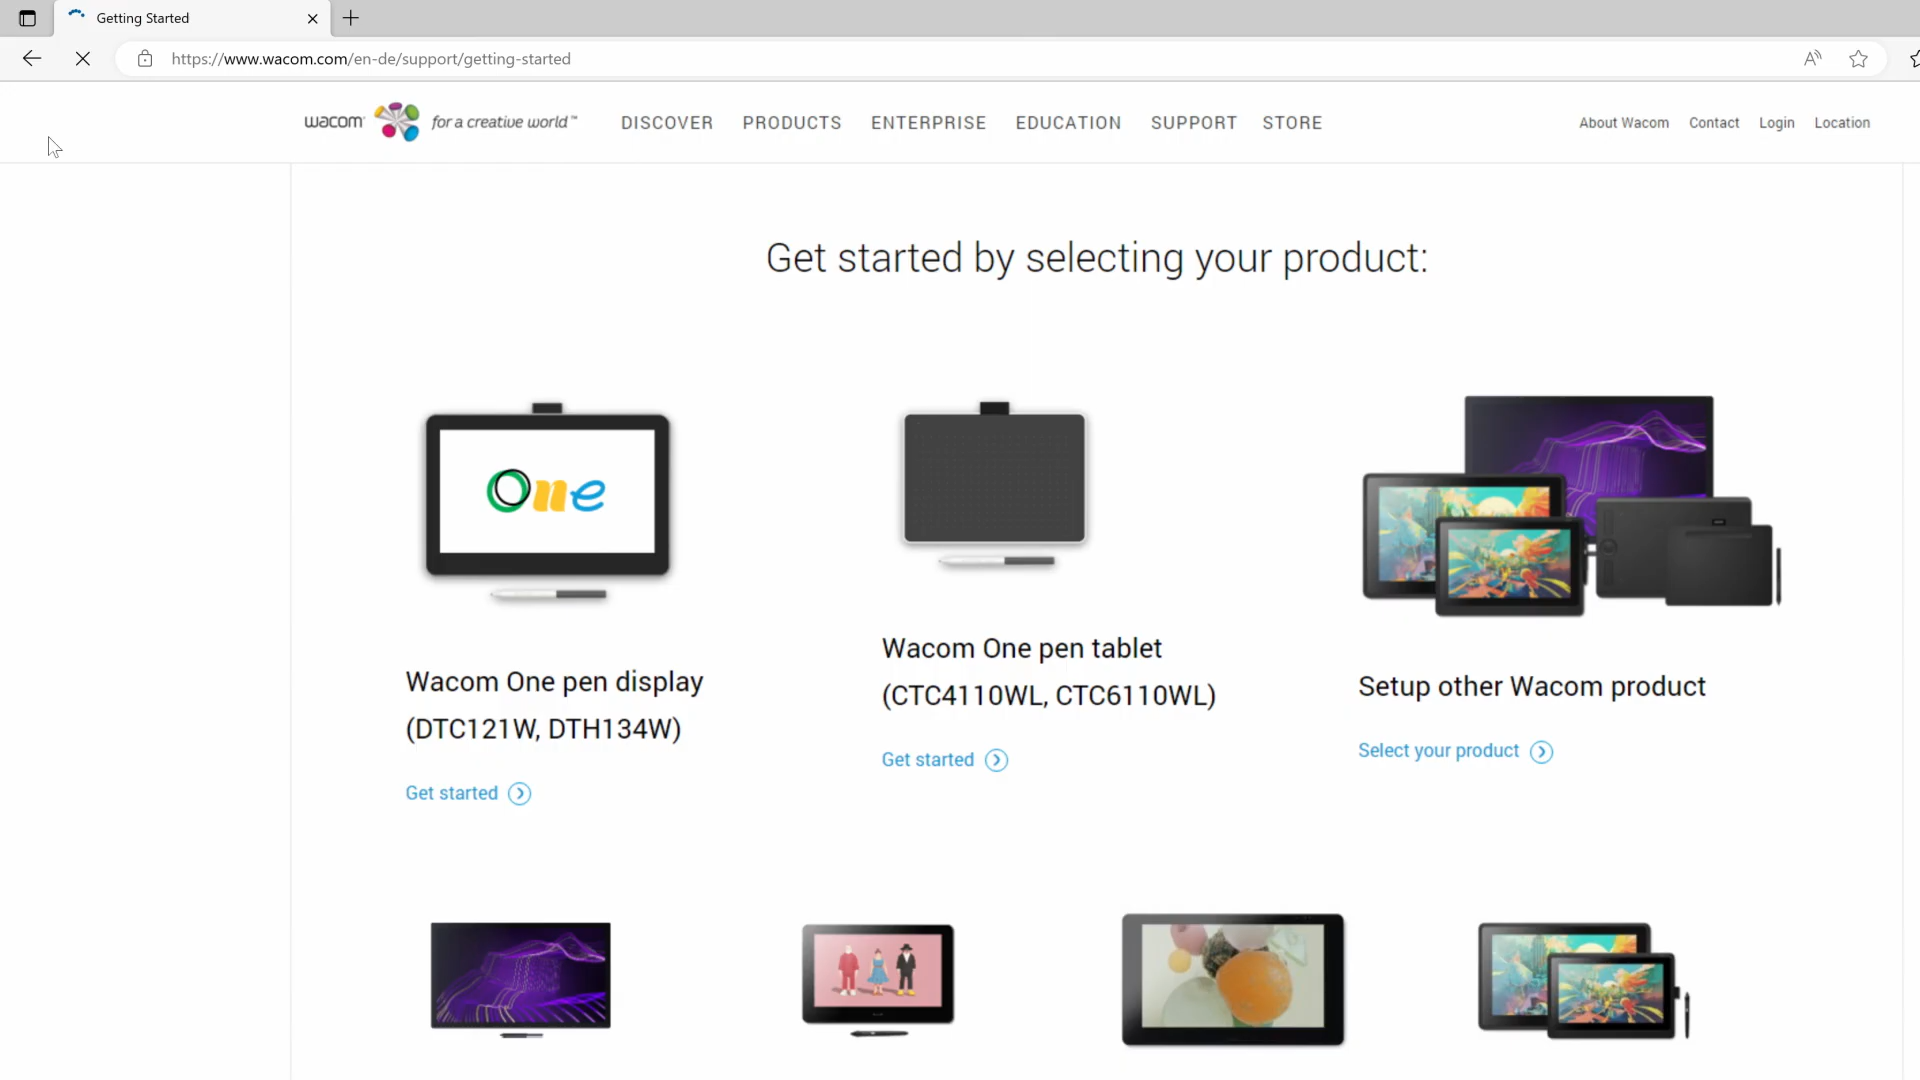 Getting Started
https://www.wacom.com/en-de/support/getting-started
wacom for a creative world™ DISCOVER PRODUCTS ENTERPRISE EDUCATION SUPPORT STORE About Wacom Contact Login Location
Get started by selecting your product:
One
Wacom One pen display
(DTC121W, DTH134W)
Get started
Wacom One pen tablet
(CTC4110WL, CTC6110WL)
Get started
Setup other Wacom product
Select your product